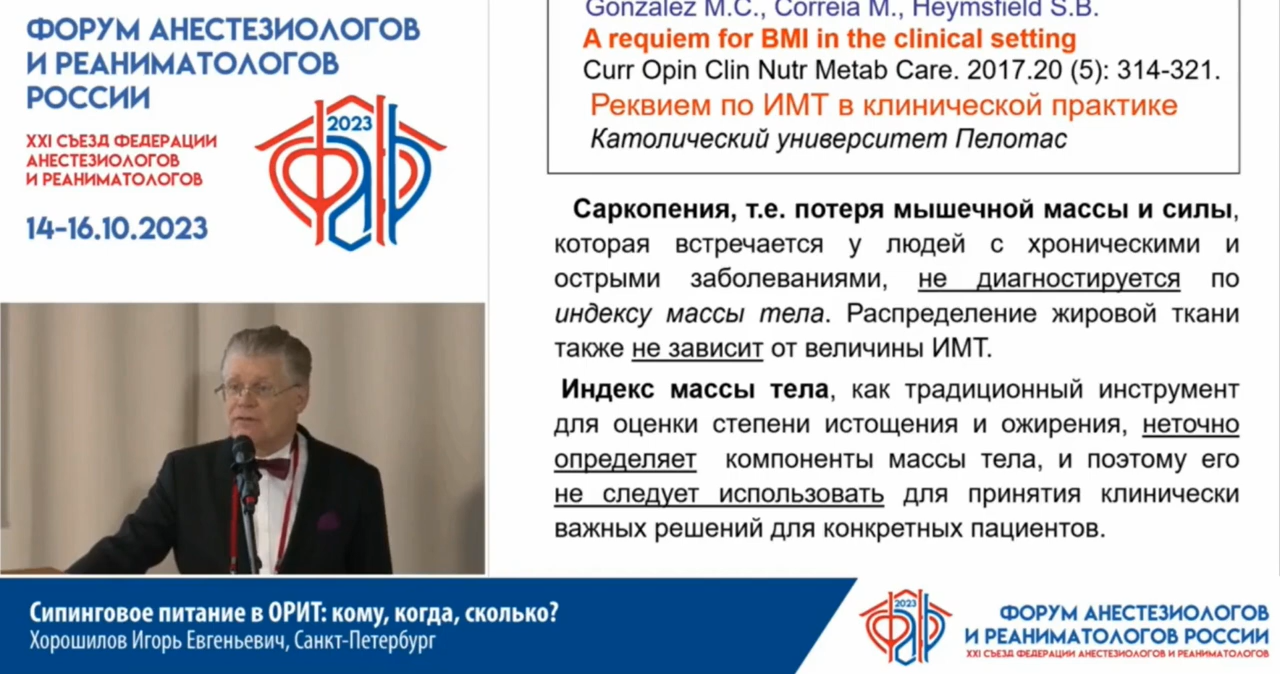 ФОРУМ АНЕСТЕЗИОЛОГОВ
И РЕАНИМАТОЛОГОВ
РОССИИ
XXI СЪЕЗД ФЕДЕРАЦИИ
АНЕСТЕЗИОЛОГОВ
И РЕАНИМАТОЛОГОВ
14-16.10.2023
2023
Gonzalez M.C., Correia M., Heymsfield S.B.
A requiem for BMI in the clinical setting
Curr Opin Clin Nutr Metab Care. 2017.20 (5): 314-321.
Реквием по ИМТ в клинической практике
Католический университет Пелотас
Саркопения, т.е. потеря мышечной массы и силы,
которая встречается у людей с хроническими и
острыми заболеваниями, не диагностируется по
индексу массы тела. Распределение жировой ткани
также не зависит от величины ИМТ.
Индекс массы тела, как традиционный инструмент
для оценки степени истощения и ожирения, неточно
определяет компоненты массы тела, и поэтому его
не следует использовать для принятия клинически
важных решений для конкретных пациентов.
Сипинговое питание в ОРИТ: кому, когда, сколько?
Хорошилов Игорь Евгеньевич, Санкт-Петербург
2023
ФОРУМ АНЕСТЕЗИОЛОГОВ
И РЕАНИМАТОЛОГОВ РОССИИ
XXI СЪЕЗД ФЕДЕРАЦИИ АНЕСТЕЗИОЛОГОВ И РЕАНИМАТОЛОГОВ